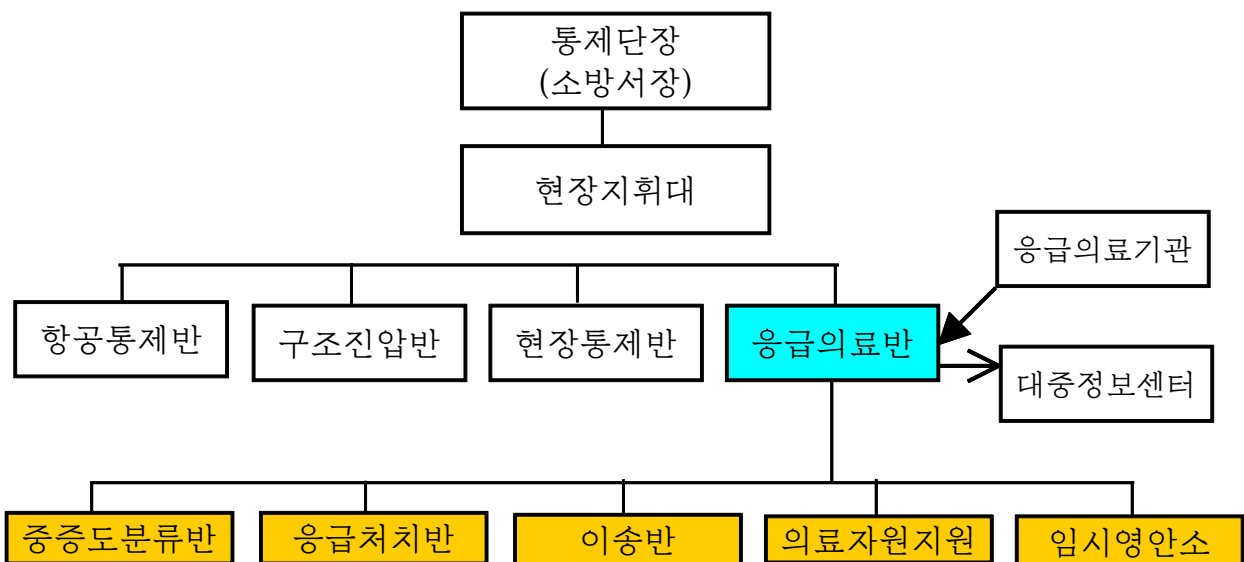 통제단장
(소방서장)
현장지휘대
응급의료기관
항공통제반
구조진압반
현장통제반
응급의료반
대중정보센터
중증도분류반
응급처치반
이송반
의료자원지원
임시영안소